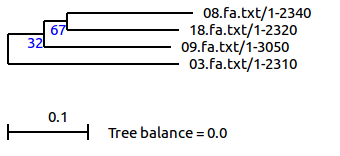 08.fa.txt/1-2340
67
18.fa.txt/1-2320
32
09.fa.txt/1-3050
03.fa.txt/1-2310
0.1
Tree balance = 0.0